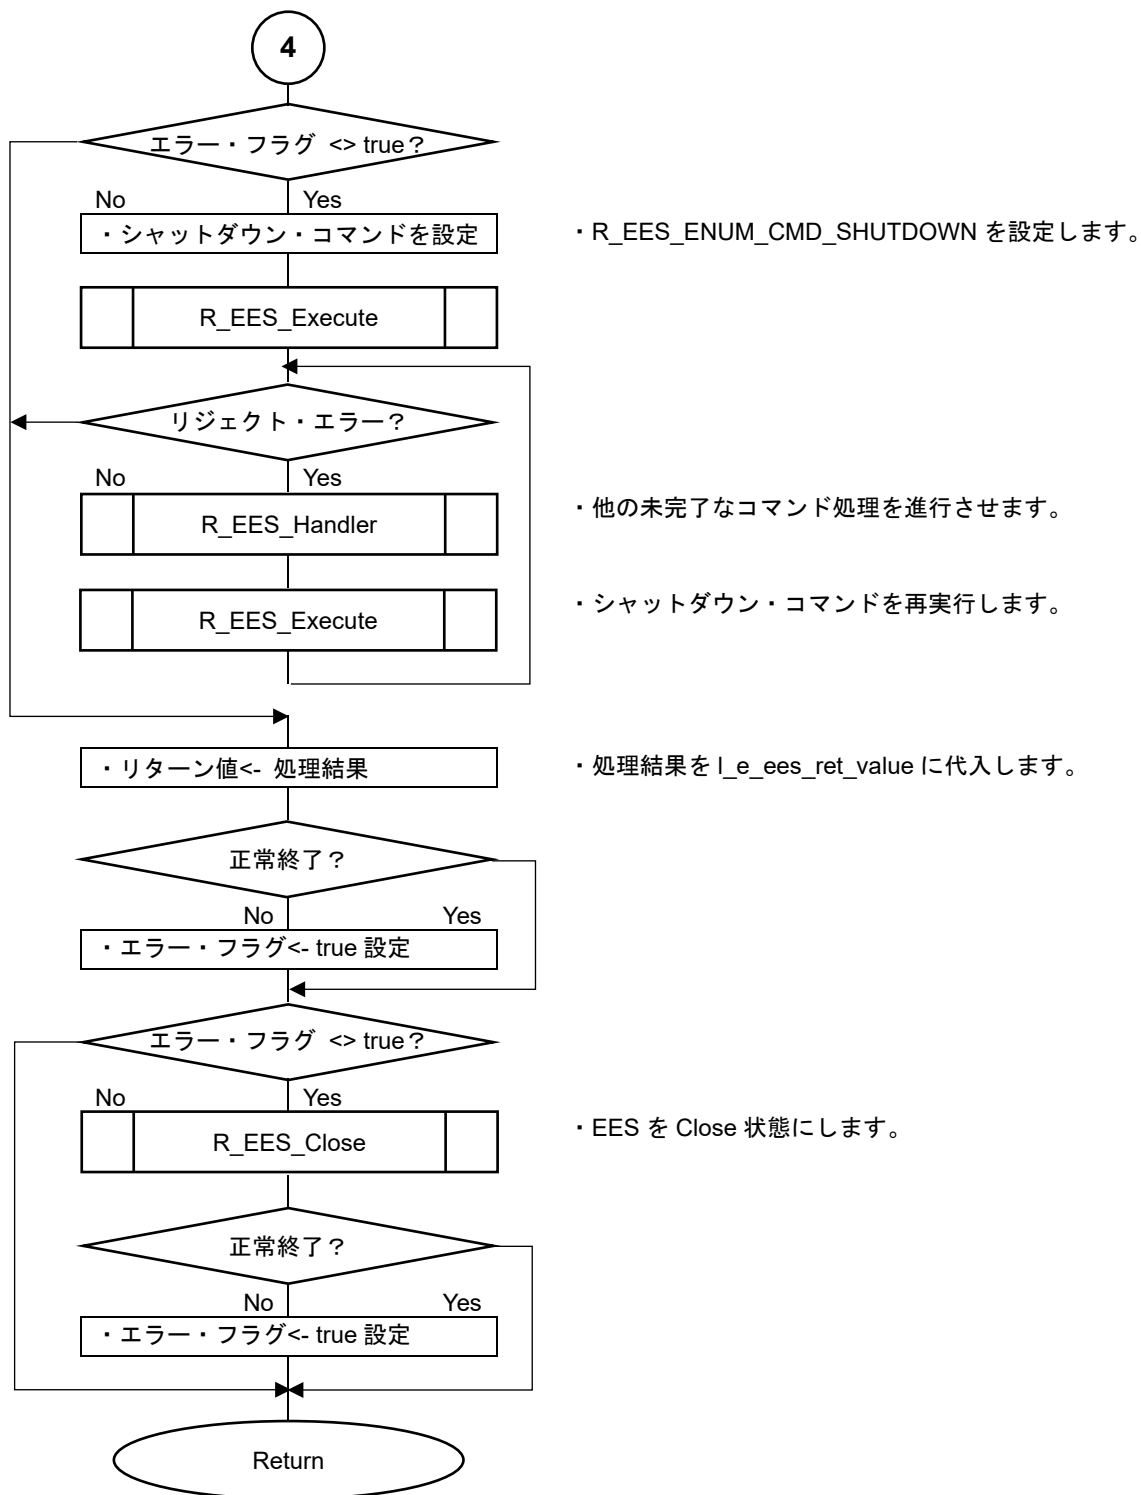 4
エラー・フラグ <> true？
No Yes
・シャットダウン・コマンドを設定 ・R_EES_ENUM_CMD_SHUTDOWN を設定します。
R_EES_Execute
リジェクト・エラー？
No Yes
R_EES_Handler ・他の未完了なコマンド処理を進行させます。
R_EES_Execute ・シャットダウン・コマンドを再実行します。
・リターン値<- 処理結果 ・処理結果を l_e_ees_ret_value に代入します。
正常終了？
No Yes
・エラー・フラグ<- true 設定
エラー・フラグ <> true？
No Yes
R_EES_Close ・EES を Close 状態にします。
正常終了？
No Yes
・エラー・フラグ<- true 設定
Return